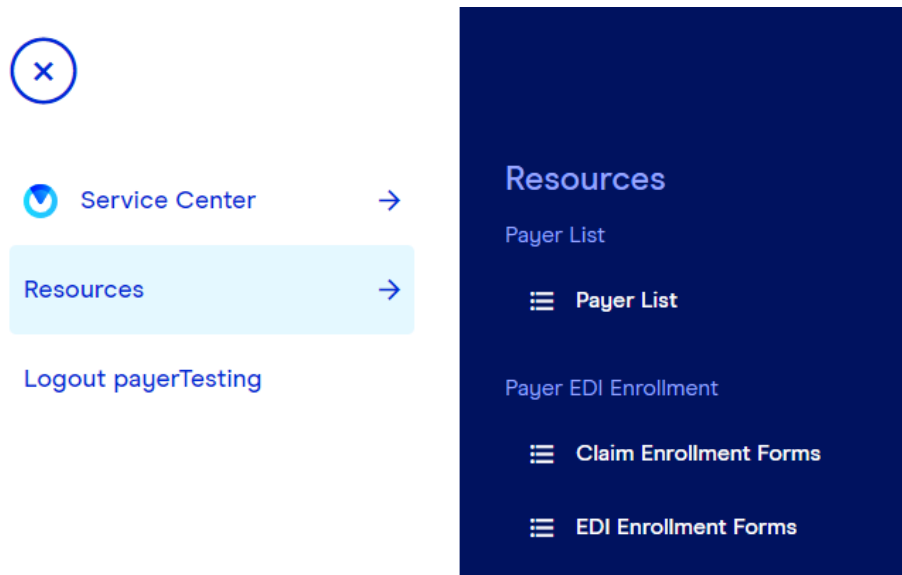 Service Center
Resources
Logout payerTesting
Resources
Payer List
Payer List
Payer EDI Enrollment
Claim Enrollment Forms
EDI Enrollment Forms